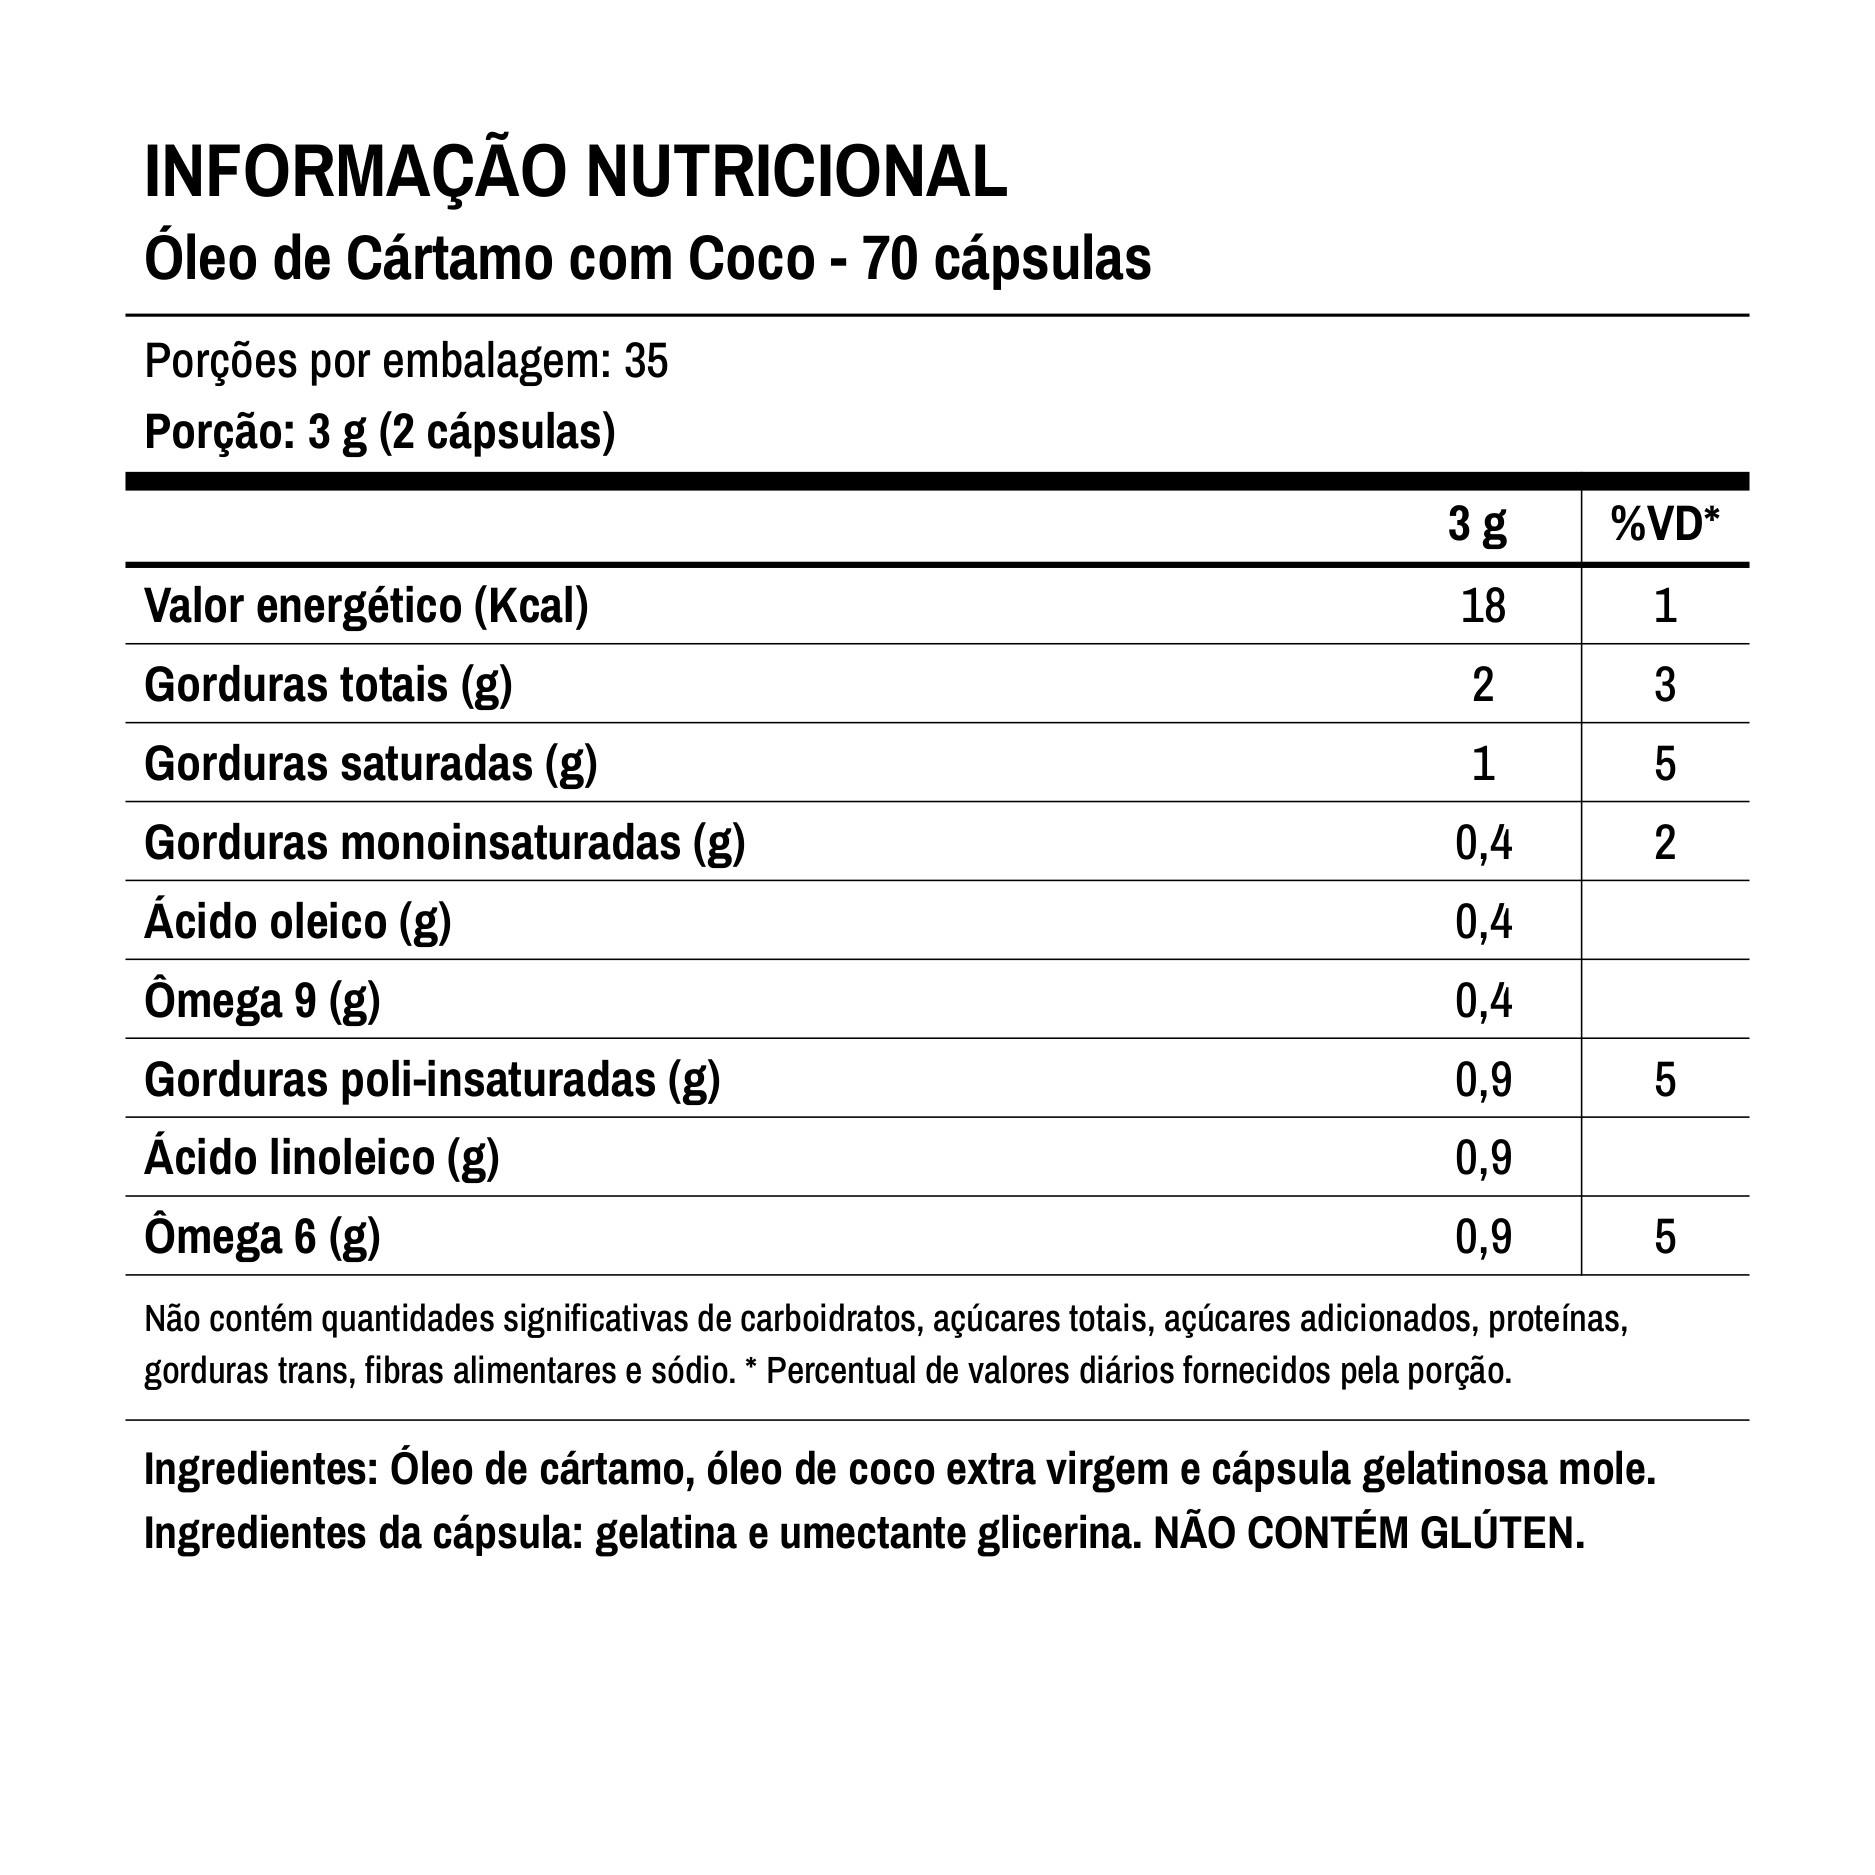 INFORMAÇÃO NUTRICIONAL
Óleo de Cártamo com Coco - 70 cápsulas
Porções por embalagem: 35
Porção: 3 g (2 cápsulas)
3 g %VD*
Valor energético (Kcal) 18 1
Gorduras totais (g) 2 3
Gorduras saturadas (g) 1 5
Gorduras monoinsaturadas (g) 0,4 2
Ácido oleico (g) 0,4
Ômega 9 (g) 0,4
Gorduras poli-insaturadas (g) 0,9 5
Ácido linoleico (g) 0,9
Ômega 6 (g) 0,9 5
Não contém quantidades significativas de carboidratos, açúcares totais, açúcares adicionados, proteínas,
gorduras trans, fibras alimentares e sódio. * Percentual de valores diários fornecidos pela porção.
Ingredientes: Óleo de cártamo, óleo de coco extra virgem e cápsula gelatinosa mole.
Ingredientes da cápsula: gelatina e umectante glicerina. NÃO CONTÉM GLÚTEN.